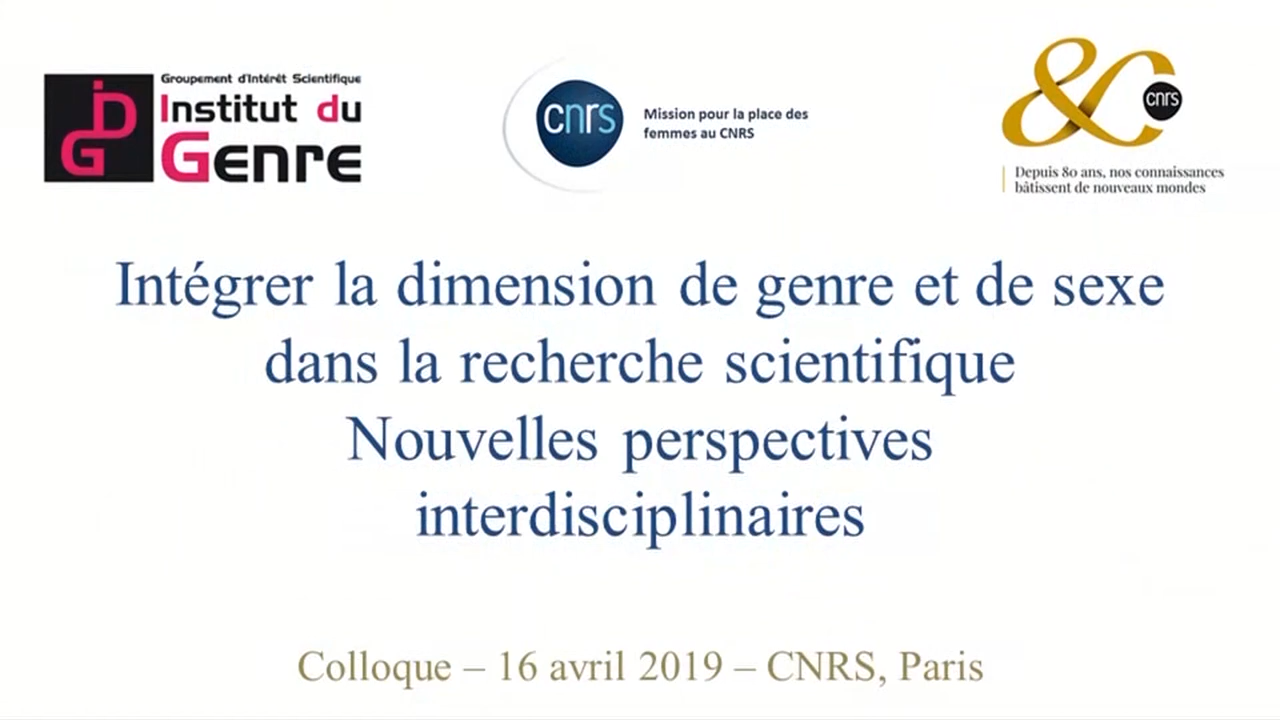 Groupement d'Intérêt Scientifique
Institut du
Genre
IDG
cnrs
Mission pour la place des
femmes au CNRS
80
cnrs
Depuis 80 ans, nos connaissances
bâtissent de nouveaux mondes
Intégrer la dimension de genre et de sexe
dans la recherche scientifique
Nouvelles perspectives
interdisciplinaires
Colloque – 16 avril 2019 – CNRS, Paris